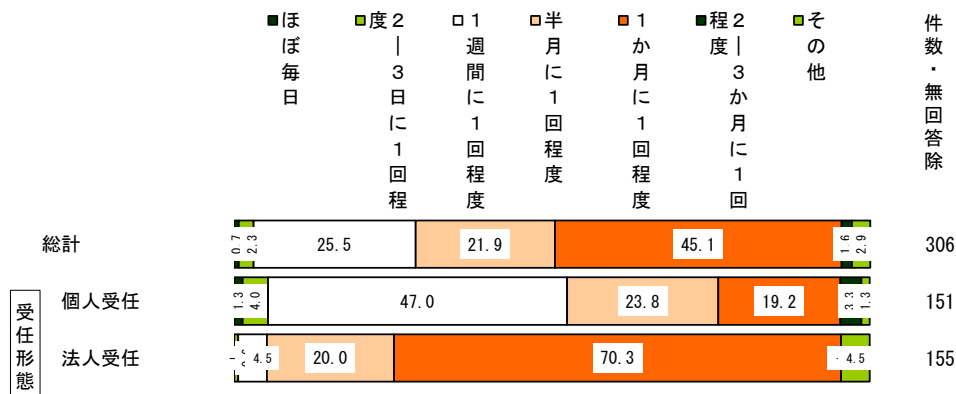 ■ほぼ毎日
■2―3日に1回程度
□1週間に1回程度
■半月に1回程度
■1か月に1回程度
■2―3か月に1回程度
■その他
件数・無回答除
総計
0.7
2.3
25.5
21.9
45.1
1.6
2.9
306
受任形態
個人受任
1.3
4.0
47.0
23.8
19.2
3.3
1.3
151
法人受任
-
4.5
20.0
70.3
-
4.5
155